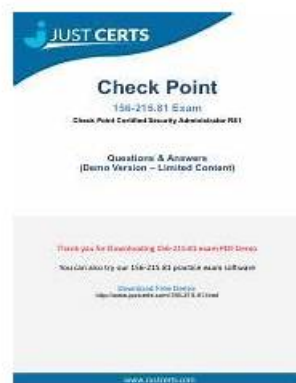 JUST CERTS
Check Point
156-215.81 Exam
Check Point Certified Security Administrator R81
Questions & Answers
(Demo Version – Limited Content)
Thank you for Downloading 156-215.81 exam PDF Demo
You can also try our 156-215.81 practice exam software
Download Free Demo
www.justcerts.com